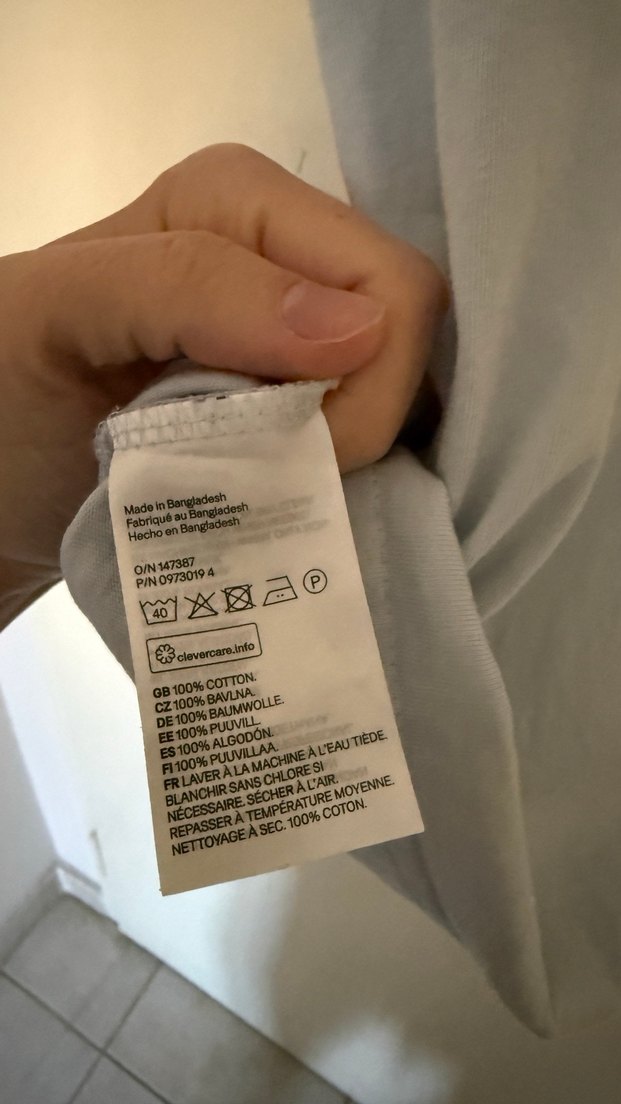 Made in Bangladesh
Fabriqué au Bangladesh
Hecho en Bangladesh
O/N 147387
P/N 0973019 4
40 P
clevercare.info
GB 100% COTTON.
CZ 100% BAVLNA.
DE 100% BAUMWOLLE.
EE 100% PUUVILL.
ES 100% ALGODÓN.
FI 100% PUUVILLAA.
FR LAVER À LA MACHINE À L'EAU TIÈDE.
BLANCHIR SANS CHLORE SI
NÉCESSAIRE. SÉCHER À L'AIR.
REPASSER À TEMPÉRATURE MOYENNE.
NETTOYAGE À SEC. 100% COTON.